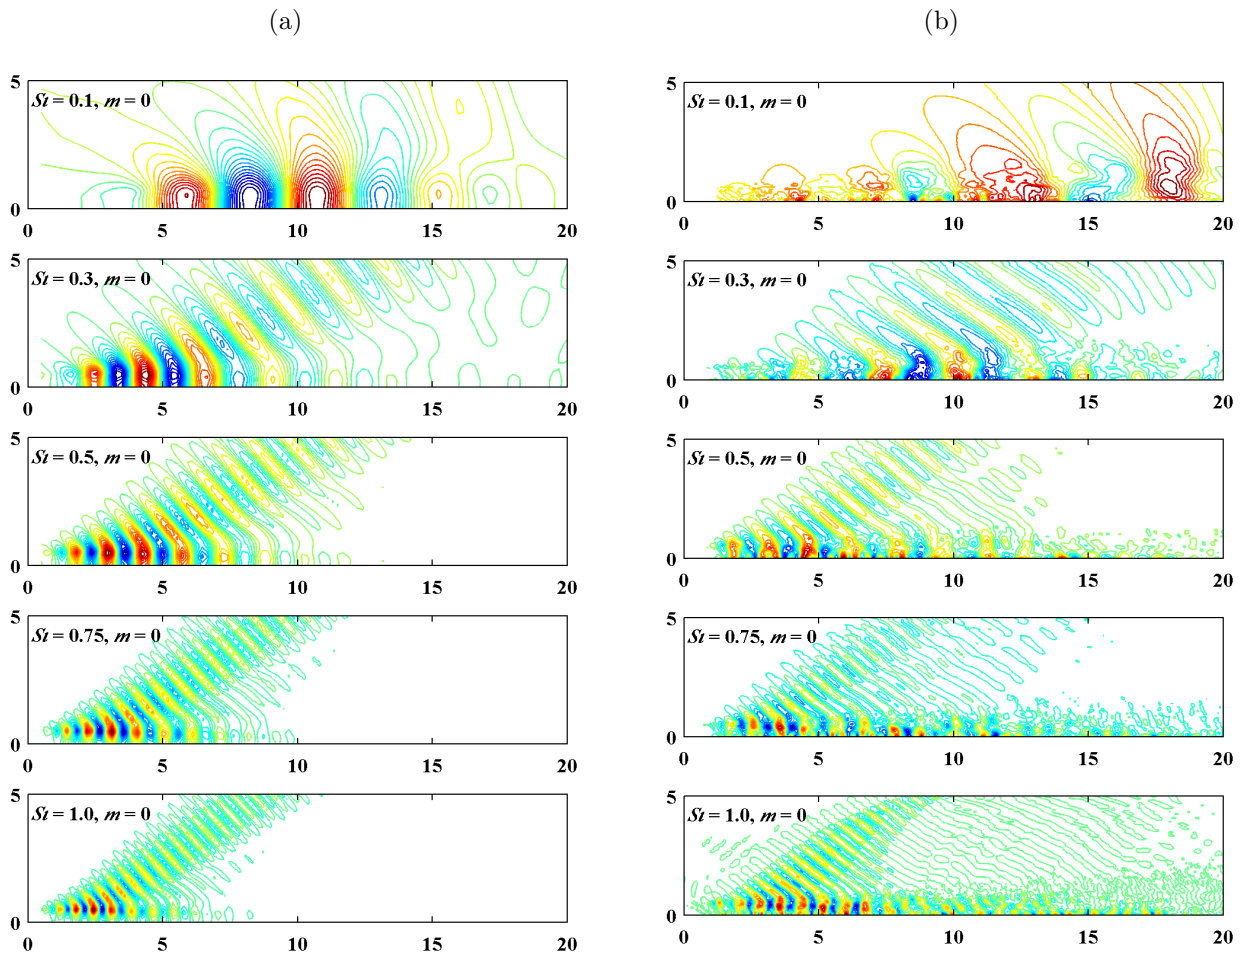 (a) (b)
5 St = 0.1, m = 0 5 St = 0.1, m = 0
0 0
0 5 10 15 20 0 5 10 15 20
5 St = 0.3, m = 0 5 St = 0.3, m = 0
0 0
0 5 10 15 20 0 5 10 15 20
5 St = 0.5, m = 0 5 St = 0.5, m = 0
0 0
0 5 10 15 20 0 5 10 15 20
5 St = 0.75, m = 0 5 St = 0.75, m = 0
0 0
0 5 10 15 20 0 5 10 15 20
5 St = 1.0, m = 0 5 St = 1.0, m = 0
0 0
0 5 10 15 20 0 5 10 15 20